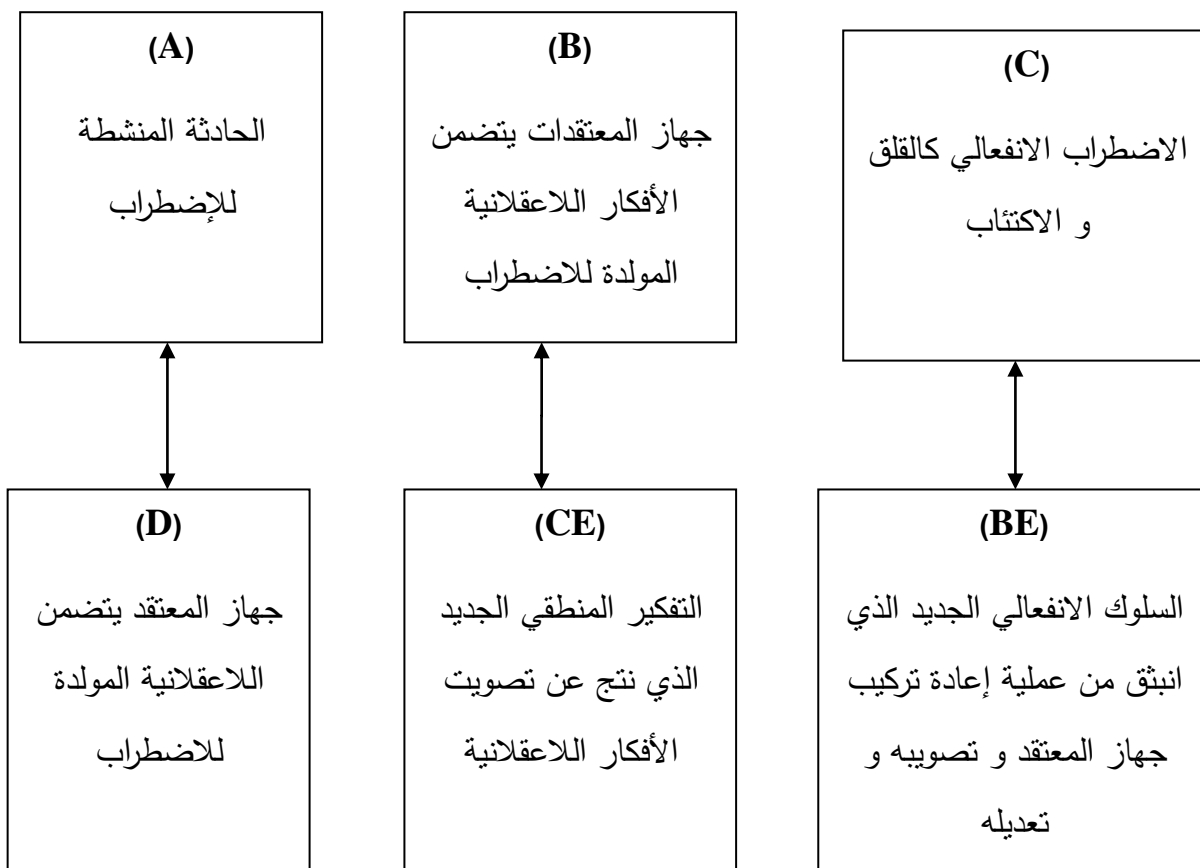 (A)
الحادثة المنشطة
للإضطراب
(B)
جهاز المعتقدات يتضمن
الأفكار اللاعقلانية
المولدة للاضطراب
(C)
الاضطراب الانفعالي كالقلق
و الاكتئاب
(D)
جهاز المعتقد يتضمن
اللاعقلانية المولدة
للاضطراب
(CE)
التفكير المنطقي الجديد
الذي نتج عن تصويت
الأفكار اللاعقلانية
(BE)
السلوك الانفعالي الجديد الذي
انبثق من عملية إعادة تركيب
جهاز المعتقد و تصويبه و
تعديله